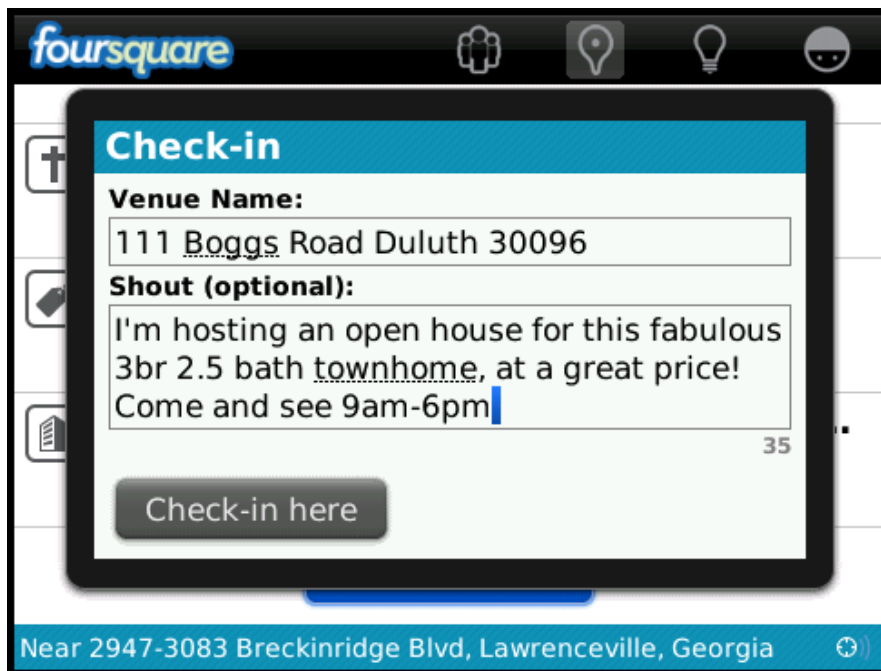 foursquare
Check-in
Venue Name:
111 Boggs Road Duluth 30096
Shout (optional):
I'm hosting an open house for this fabulous
3br 2.5 bath townhome, at a great price!
Come and see 9am-6pm
35
..
Check-in here
Near 2947-3083 Breckinridge Blvd, Lawrenceville, Georgia